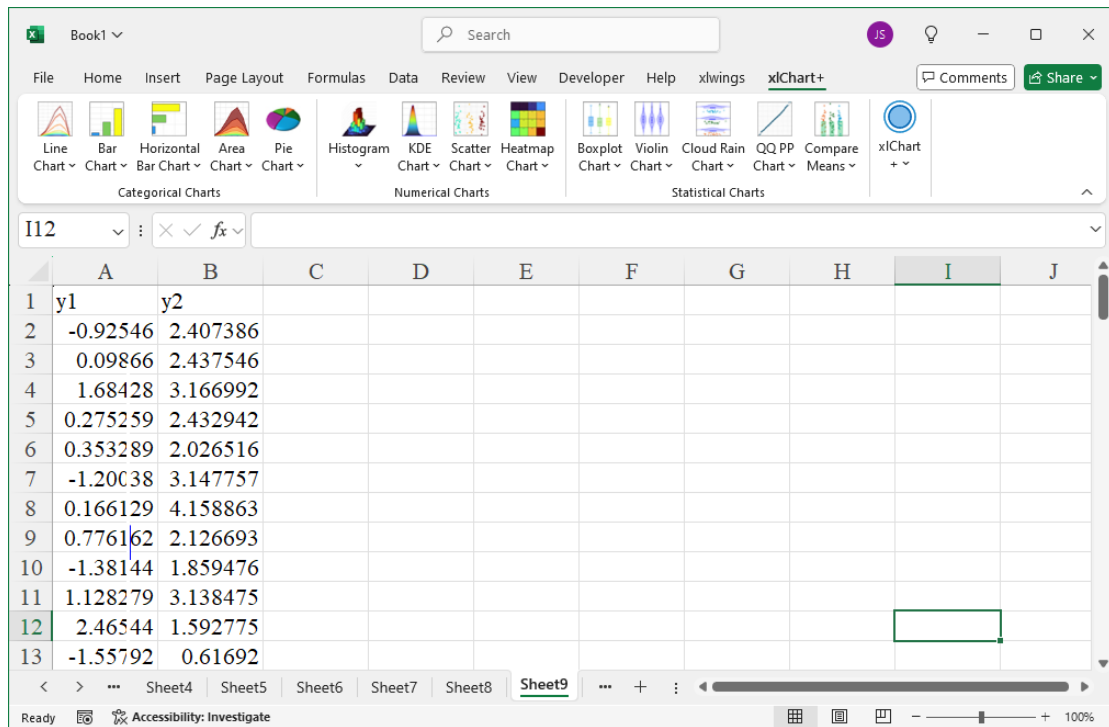 Book1
Search
JS
File Home Insert Page Layout Formulas Data Review View Developer Help xlwings xlChart+ Comments Share
Line Chart Bar Chart Horizontal Bar Chart Area Chart Pie Chart Histogram KDE Chart Scatter Chart Heatmap Chart Boxplot Chart Violin Chart Cloud Rain Chart QQ PP Chart Compare Means xlChart +
Categorical Charts Numerical Charts Statistical Charts
I12 fx
A B C D E F G H I J
1 y1 y2
2 -0.92546 2.407386
3 0.09866 2.437546
4 1.68428 3.166992
5 0.275259 2.432942
6 0.353289 2.026516
7 -1.20038 3.147757
8 0.166129 4.158863
9 0.776162 2.126693
10 -1.38144 1.859476
11 1.128279 3.138475
12 2.46544 1.592775
13 -1.55792 0.61692
Sheet4 Sheet5 Sheet6 Sheet7 Sheet8 Sheet9
Ready Accessibility: Investigate 100%